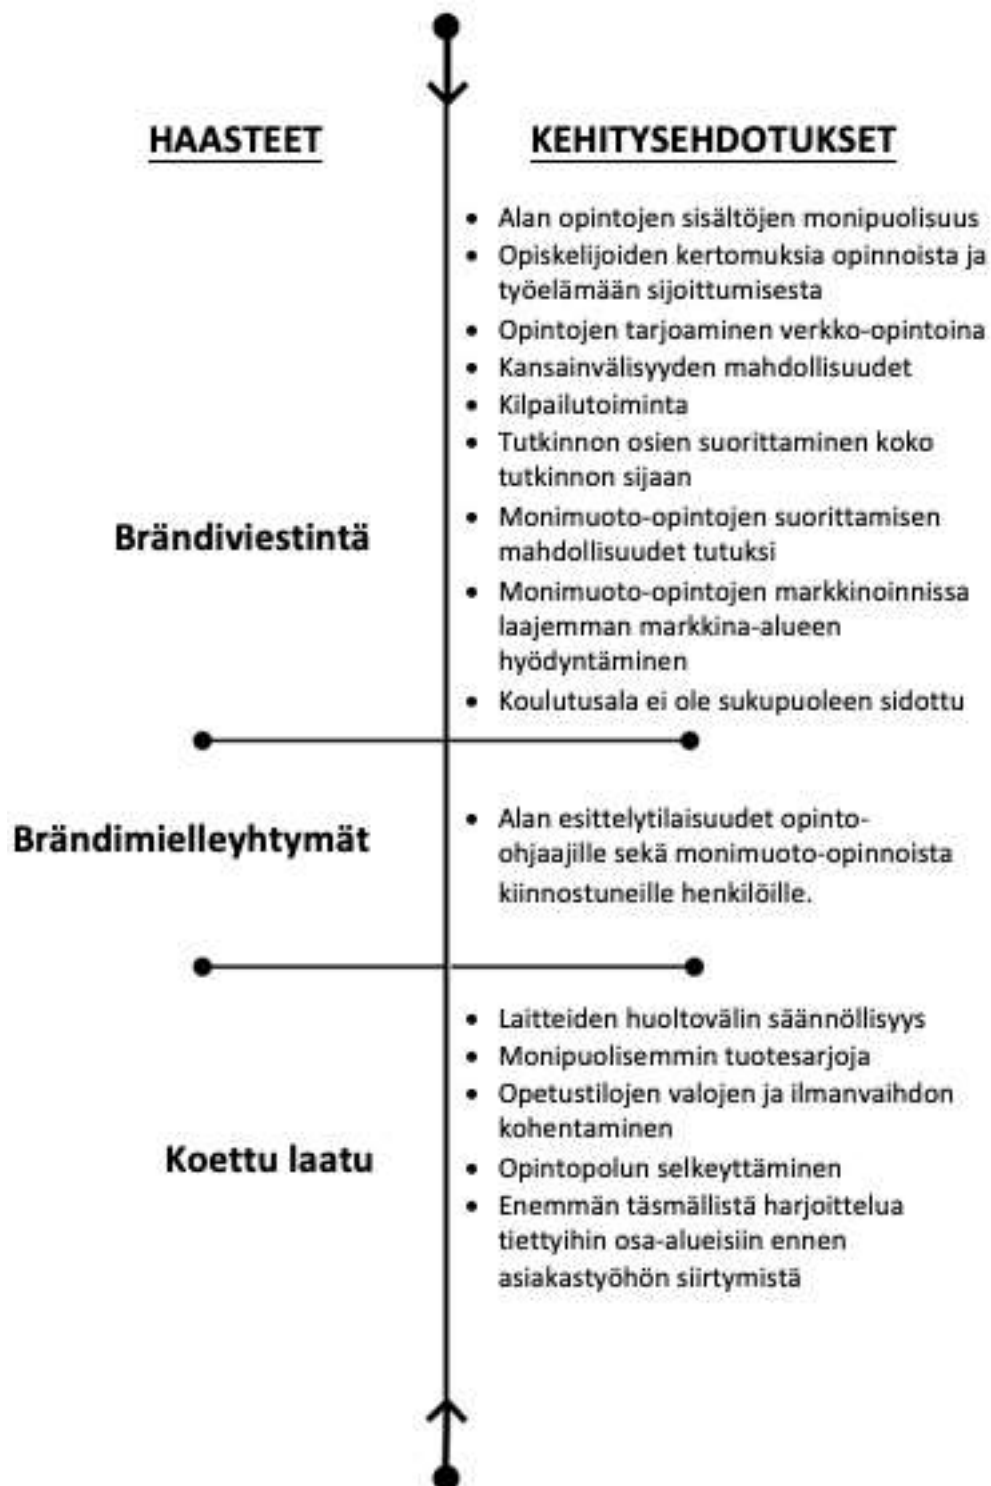 HAASTEET
KEHITYSEHDOTUKSET
• Alan opintojen sisältöjen monipuolisuus
• Opiskelijoiden kertomuksia opinnoista ja
työelämään sijoittumisesta
• Opintojen tarjoaminen verkko-opintoina
• Kansainvälisyyden mahdollisuudet
• Kilpailutoiminta
• Tutkinnon osien suorittaminen koko
tutkinnon sijaan
Brändiviestintä
• Monimuoto-opintojen suorittamisen
mahdollisuudet tutuksi
• Monimuoto-opintojen markkinoinnissa
laajemman markkina-alueen
hyödyntäminen
• Koulutusala ei ole sukupuoleen sidottu
Brändimielleyhtymät
• Alan esittelytilaisuudet opinto-
ohjaajille sekä monimuoto-opinnoista
kiinnostuneille henkilöille.
Koettu laatu
• Laitteiden huoltovälin säännöllisyys
• Monipuolisemmin tuotesarjoja
• Opetustilojen valojen ja ilmanvaihdon
kohentaminen
• Opintopolun selkeyttäminen
• Enemmän täsmällistä harjoittelua
tiettyihin osa-alueisiin ennen
asiakastyöhön siirtymistä